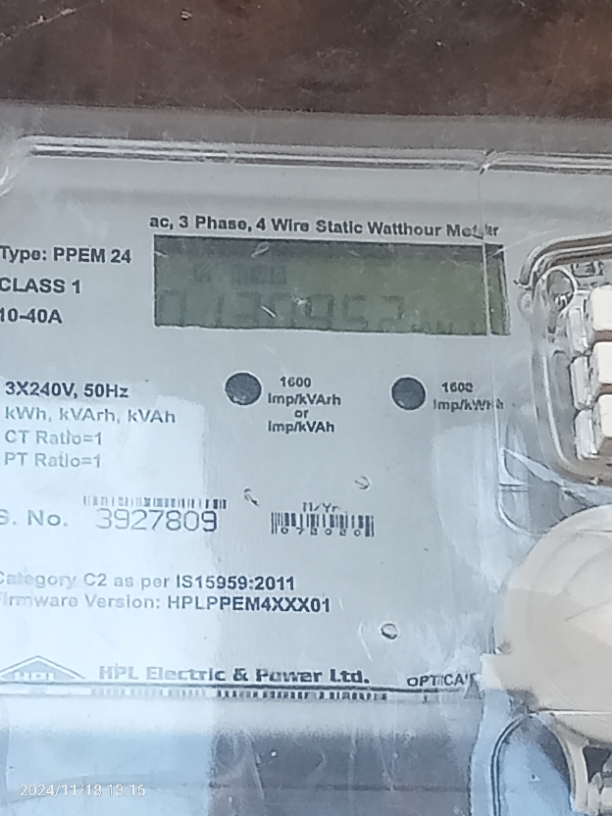 ac, 3 Phase, 4 Wire Static Watthour Meter
Type: PPEM 24
CLASS 1
10-40A
3X240V, 50Hz
kWh, kVArh, kVAh
CT Ratio=1
PT Ratio=1
1600
Imp/kVArh
or
Imp/kVAh
1600
Imp/kWh
S. No. 3927809
M/Yr
Category C2 as per IS15959:2011
Firmware Version: HPLPPEM4XXX01
HPL HPL Electric & Power Ltd. OPTICA
2024/11/18 13:15